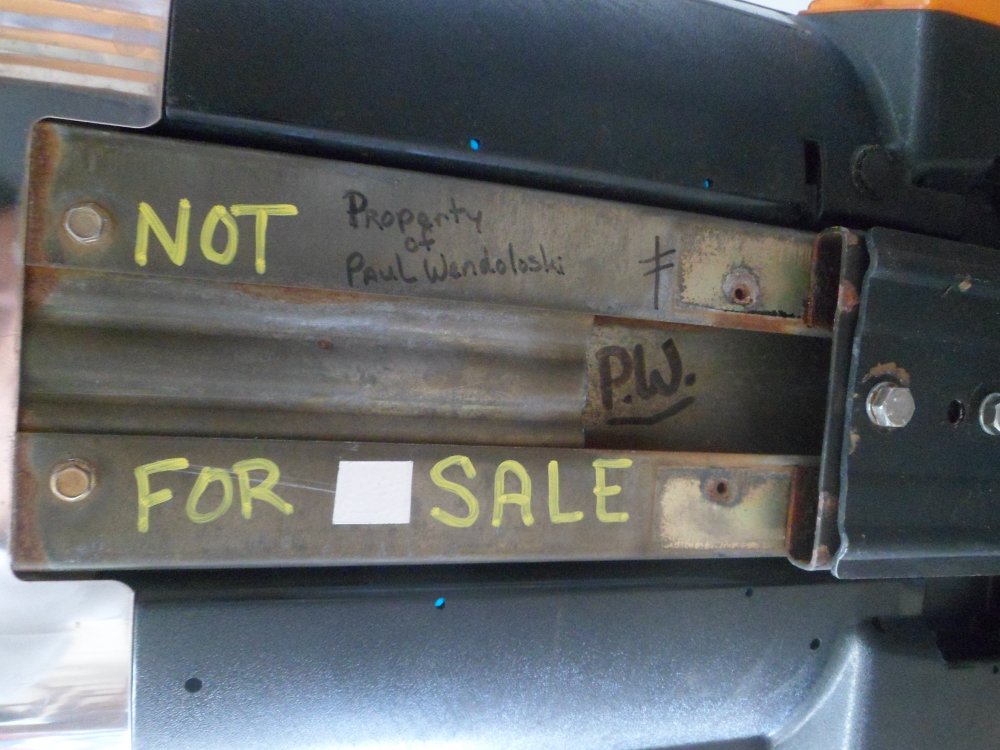 NOT
Property
of
PAUL Wendoloski
P.W.
FOR SALE